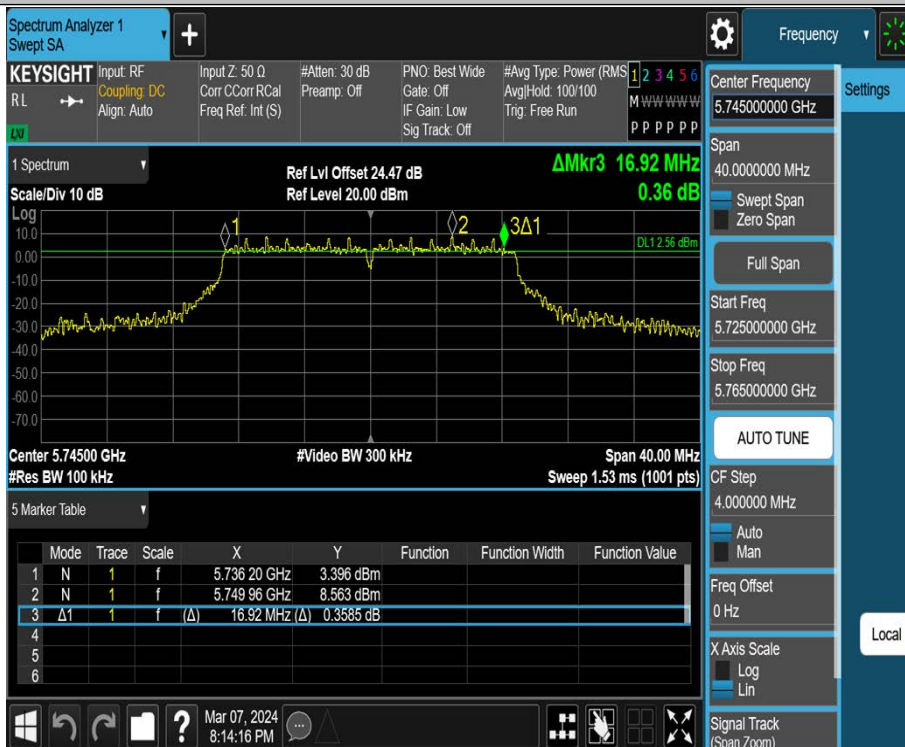 Spectrum Analyzer 1
Swept SA
+
Frequency
KEYSIGHT
RL
LXI
Input: RF
Coupling: DC
Align: Auto
Input Z: 50 Ω
Corr CCorr RCal
Freq Ref: Int (S)
#Atten: 30 dB
Preamp: Off
PNO: Best Wide
Gate: Off
IF Gain: Low
Sig Track: Off
#Avg Type: Power (RMS
Avg|Hold: 100/100
Trig: Free Run
1 2 3 4 5 6
M W W W W W
P P P P P P
1 Spectrum
Scale/Div 10 dB
Ref Lvl Offset 24.47 dB
Ref Level 20.00 dBm
ΔMkr3 16.92 MHz
0.36 dB
Log
10.0
0.00
-10.0
-20.0
-30.0
-40.0
-50.0
-60.0
-70.0
1
2
3Δ1
DL1 2.56 dBm
Center 5.74500 GHz
#Res BW 100 kHz
#Video BW 300 kHz
Span 40.00 MHz
Sweep 1.53 ms (1001 pts)
5 Marker Table
Mode Trace Scale X Y Function Function Width Function Value
1 N 1 f 5.736 20 GHz 3.396 dBm
2 N 1 f 5.749 96 GHz 8.563 dBm
3 Δ1 1 f (Δ) 16.92 MHz (Δ) 0.3585 dB
4
5
6
?
Mar 07, 2024
8:14:16 PM
Center Frequency
5.745000000 GHz
Span
40.0000000 MHz
Swept Span
Zero Span
Full Span
Start Freq
5.725000000 GHz
Stop Freq
5.765000000 GHz
AUTO TUNE
CF Step
4.000000 MHz
Auto
Man
Freq Offset
0 Hz
X Axis Scale
Log
Lin
Signal Track
(Span Zoom)
Settings
Local